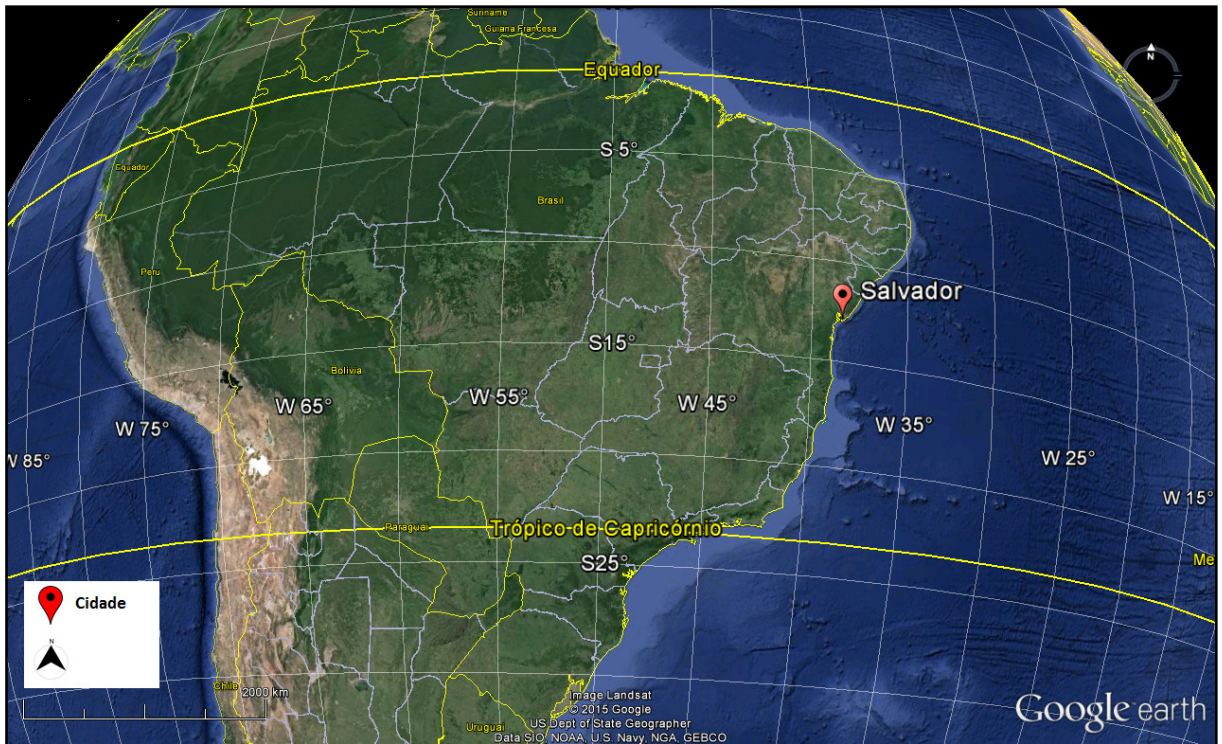 Suriname
Guiana Francesa
Equador
N
S 5°
Equador
Brasil
Peru
Salvador
S15°
Bolívia
W 65°
W 55°
W 45°
W 75°
W 35°
W 85°
W 25°
W 15°
Paraguai
Trópico de Capricórnio
S25°
Me
Cidade
N
Chile
2000 km
Uruguai
Image Landsat
© 2015 Google
US Dept of State Geographer
Data SIO, NOAA, U.S. Navy, NGA, GEBCO
Google earth